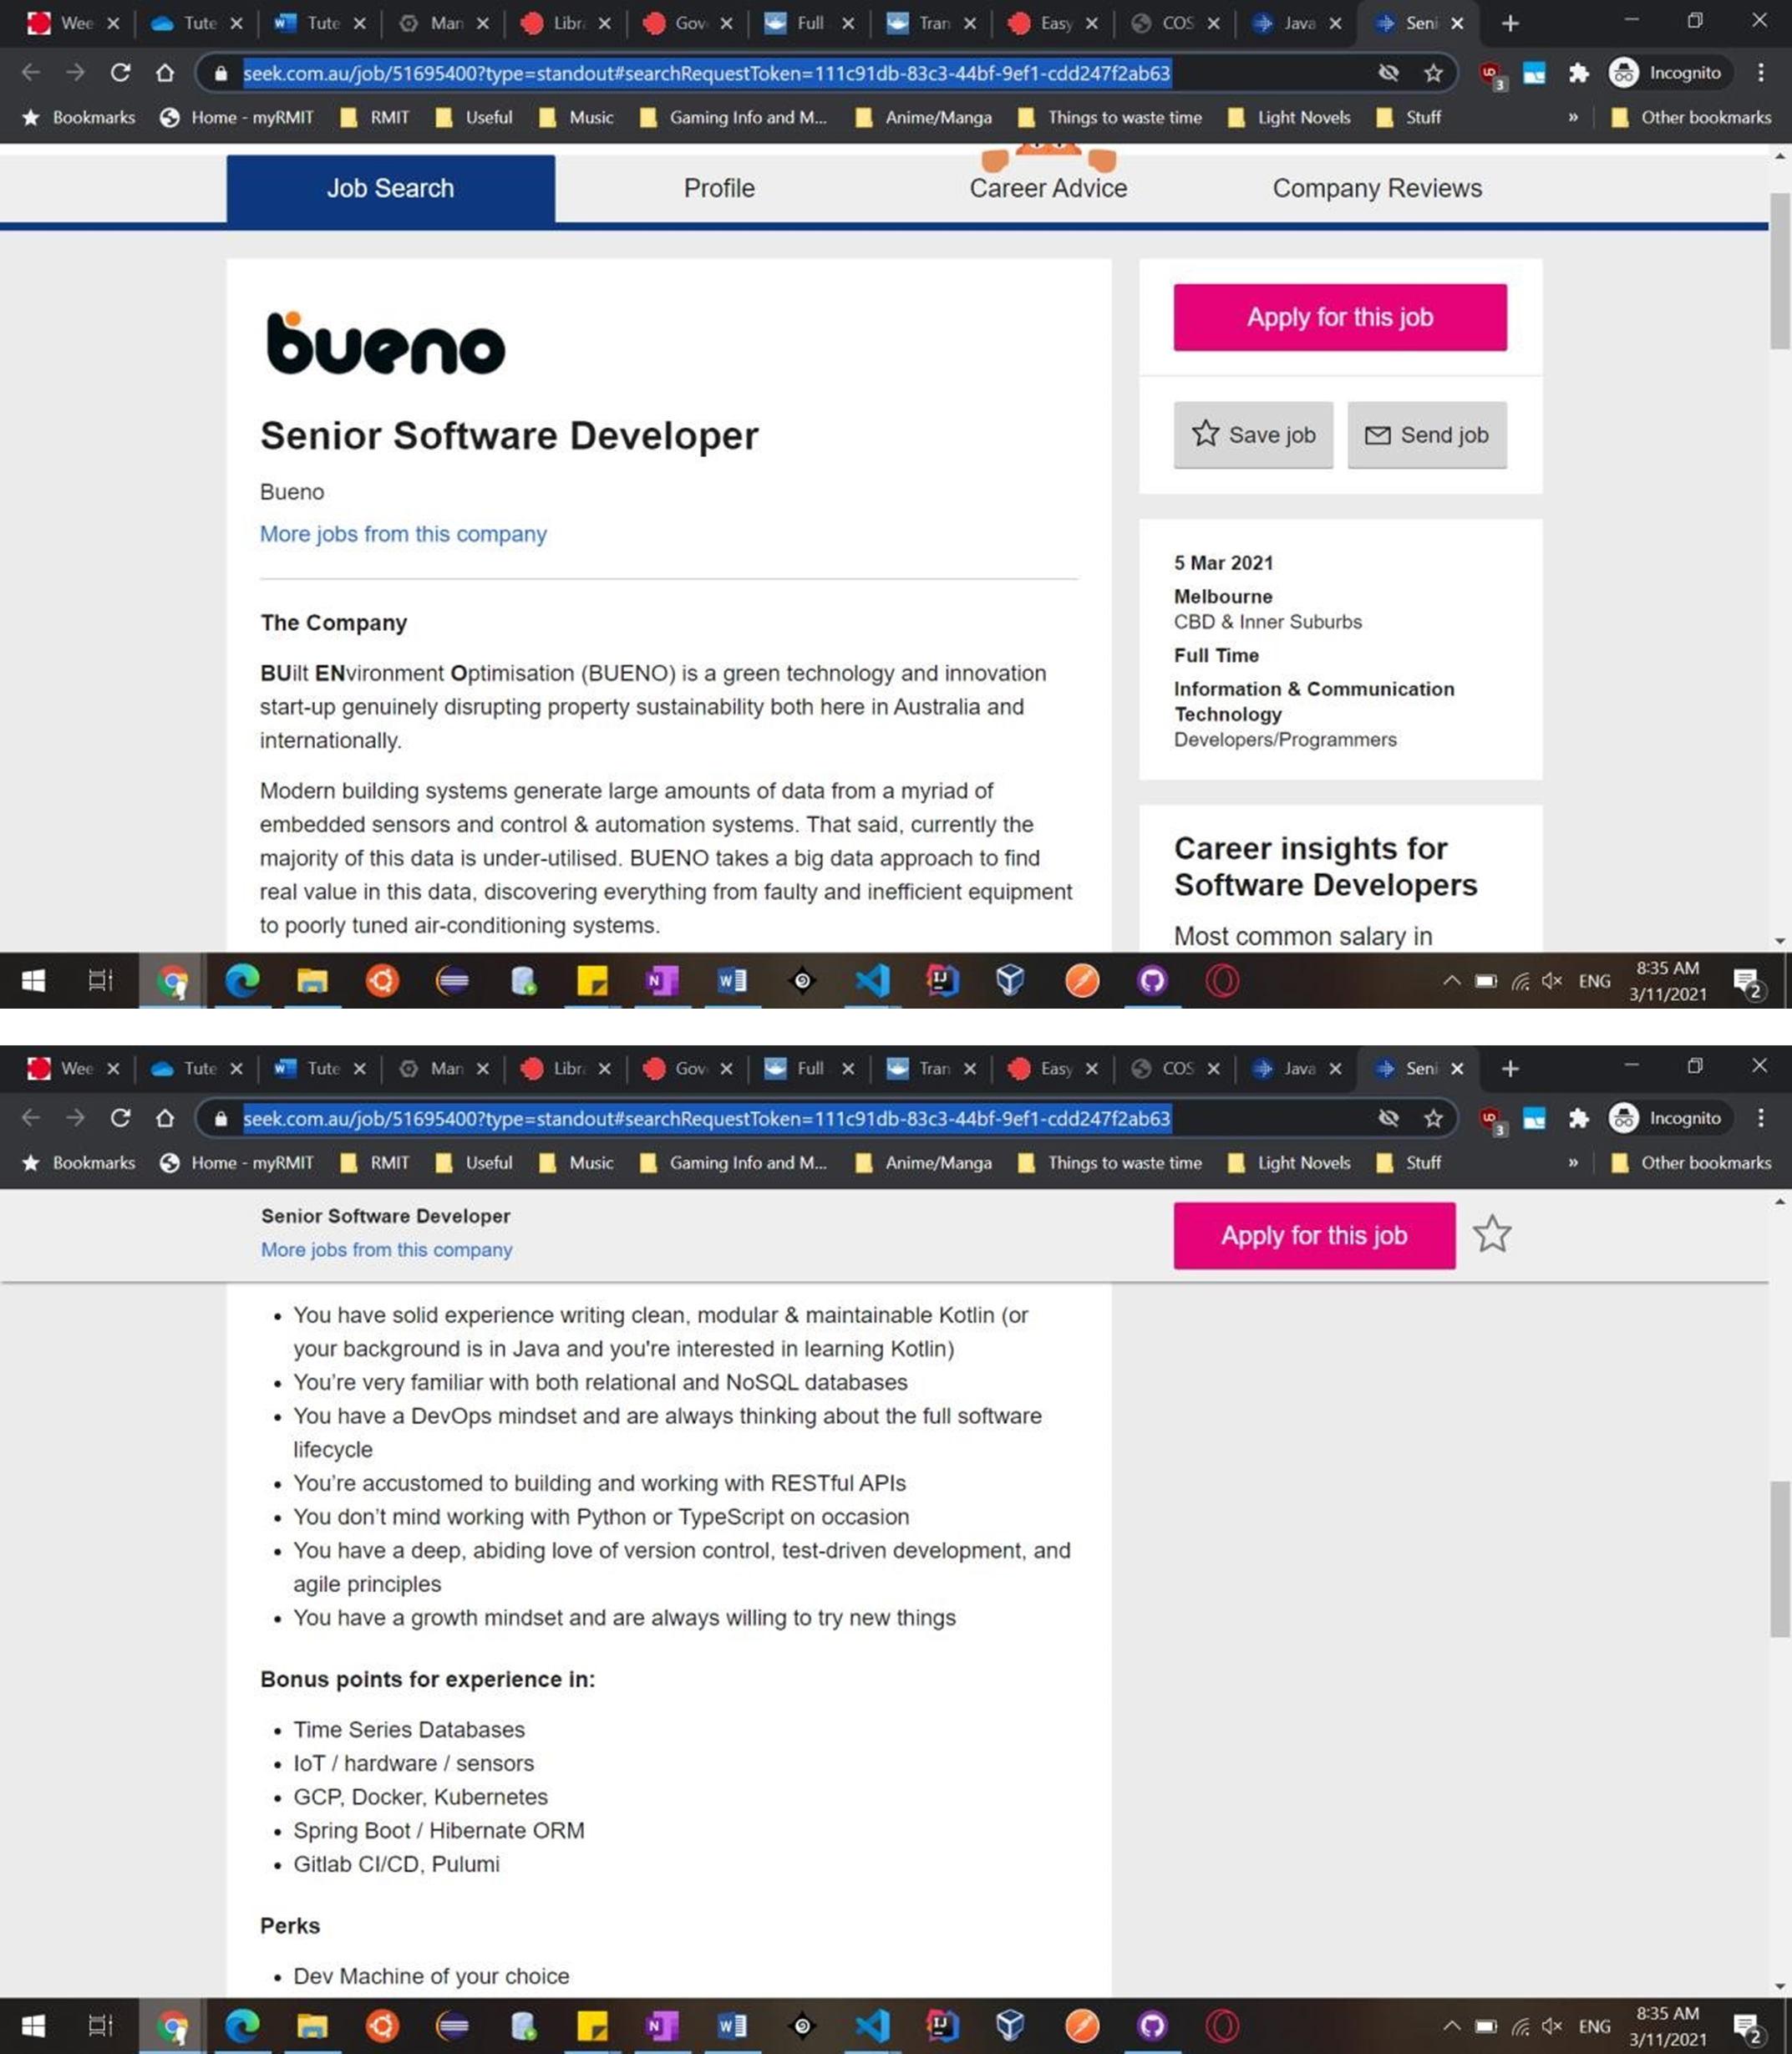 Wee
Tute
Tute
Man
Libr
Gov
Full
Tran
Easy
COS
Java
Seni
seek.com.au/job/51695400?type=standout#searchRequestToken=111c91db-83c3-44bf-9ef1-cdd247f2ab63
3
Incognito
Bookmarks
Home - myRMIT
RMIT
Useful
Music
Gaming Info and M...
Anime/Manga
Things to waste time
Light Novels
Stuff
»
Other bookmarks
Job Search
Profile
Career Advice
Company Reviews
bueno
Senior Software Developer
Bueno
More jobs from this company
The Company
BUilt ENvironment Optimisation (BUENO) is a green technology and innovation
start-up genuinely disrupting property sustainability both here in Australia and
internationally.
Modern building systems generate large amounts of data from a myriad of
embedded sensors and control & automation systems. That said, currently the
majority of this data is under-utilised. BUENO takes a big data approach to find
real value in this data, discovering everything from faulty and inefficient equipment
to poorly tuned air-conditioning systems.
Apply for this job
Save job
Send job
5 Mar 2021
Melbourne
CBD & Inner Suburbs
Full Time
Information & Communication
Technology
Developers/Programmers
Career insights for
Software Developers
Most common salary in
ENG
8:35 AM
3/11/2021
2
Wee
Tute
Tute
Man
Libr
Gov
Full
Tran
Easy
COS
Java
Seni
seek.com.au/job/51695400?type=standout#searchRequestToken=111c91db-83c3-44bf-9ef1-cdd247f2ab63
3
Incognito
Bookmarks
Home - myRMIT
RMIT
Useful
Music
Gaming Info and M...
Anime/Manga
Things to waste time
Light Novels
Stuff
»
Other bookmarks
Senior Software Developer
More jobs from this company
Apply for this job
• You have solid experience writing clean, modular & maintainable Kotlin (or
your background is in Java and you're interested in learning Kotlin)
• You're very familiar with both relational and NoSQL databases
• You have a DevOps mindset and are always thinking about the full software
lifecycle
• You're accustomed to building and working with RESTful APIs
• You don't mind working with Python or TypeScript on occasion
• You have a deep, abiding love of version control, test-driven development, and
agile principles
• You have a growth mindset and are always willing to try new things
Bonus points for experience in:
• Time Series Databases
• IoT / hardware / sensors
• GCP, Docker, Kubernetes
• Spring Boot / Hibernate ORM
• Gitlab CI/CD, Pulumi
Perks
• Dev Machine of your choice
ENG
8:35 AM
3/11/2021
2